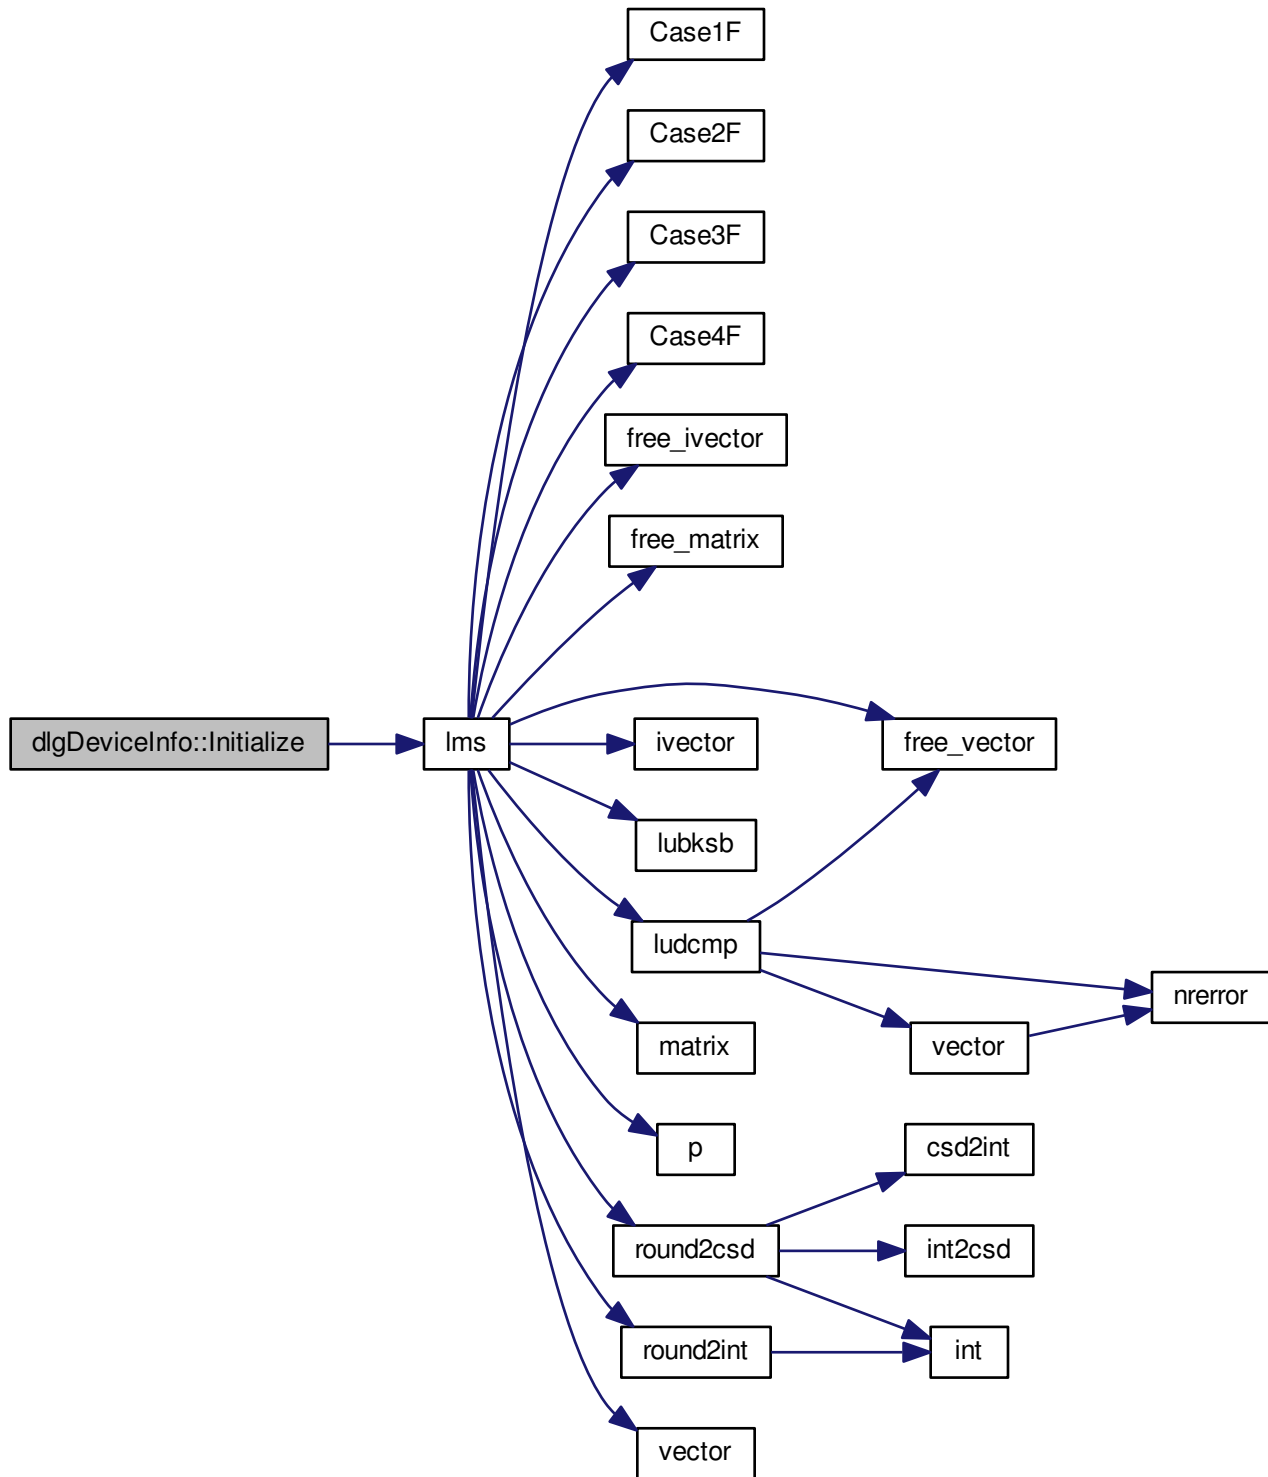 Case1F
Case2F
Case3F
Case4F
free_ivector
free_matrix
dlgDeviceInfo::Initialize
lms
ivector
free_vector
lubksb
ludcmp
nrerror
matrix
vector
p
csd2int
round2csd
int2csd
round2int
int
vector